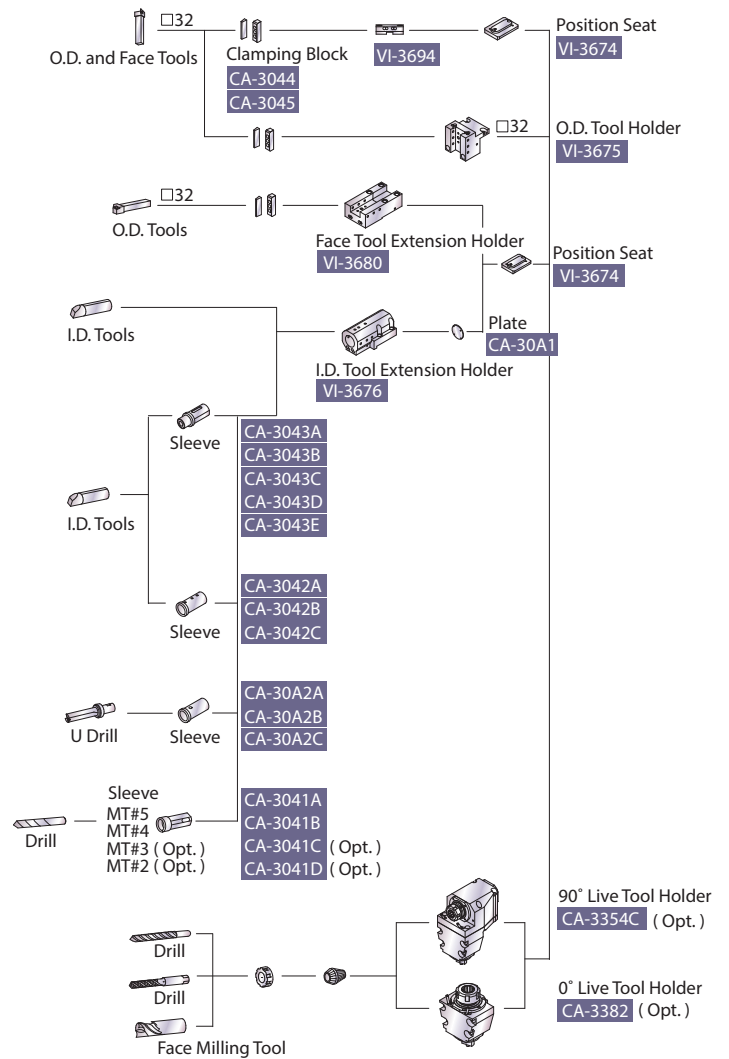 □32
O.D. and Face Tools
Clamping Block
CA-3044
CA-3045
VI-3694
Position Seat
VI-3674
□32
O.D. Tool Holder
VI-3675
□32
O.D. Tools
Face Tool Extension Holder
VI-3680
Position Seat
VI-3674
I.D. Tools
Plate
CA-30A1
I.D. Tool Extension Holder
VI-3676
Sleeve
CA-3043A
CA-3043B
CA-3043C
CA-3043D
CA-3043E
I.D. Tools
Sleeve
CA-3042A
CA-3042B
CA-3042C
U Drill
Sleeve
CA-30A2A
CA-30A2B
CA-30A2C
Drill
Sleeve
MT#5
MT#4
MT#3 ( Opt. )
MT#2 ( Opt. )
CA-3041A
CA-3041B
CA-3041C ( Opt. )
CA-3041D ( Opt. )
90˚ Live Tool Holder
CA-3354C ( Opt. )
Drill
Drill
Face Milling Tool
0˚ Live Tool Holder
CA-3382 ( Opt. )